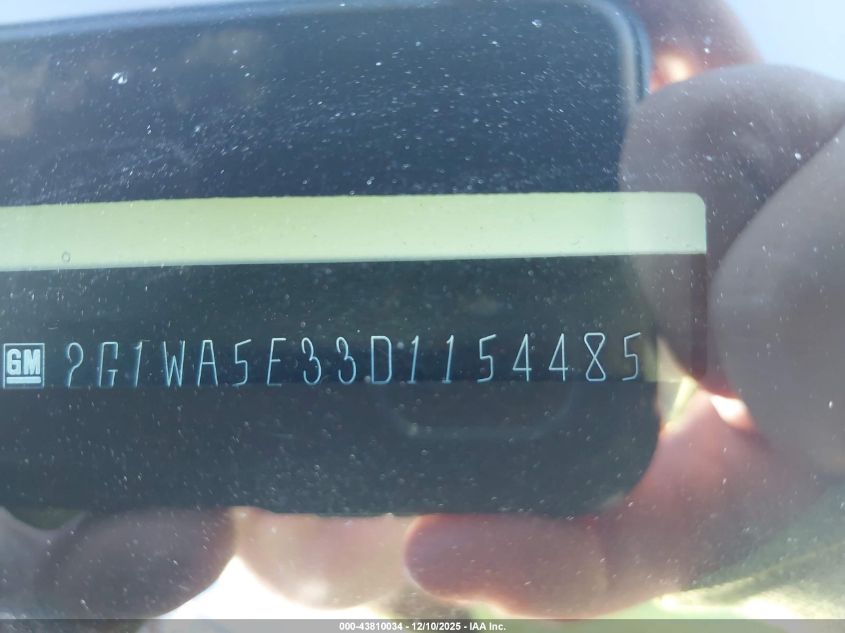 GM 2G1WA5E33D1154485
000-43810034 - 12/10/2025 - IAA Inc.